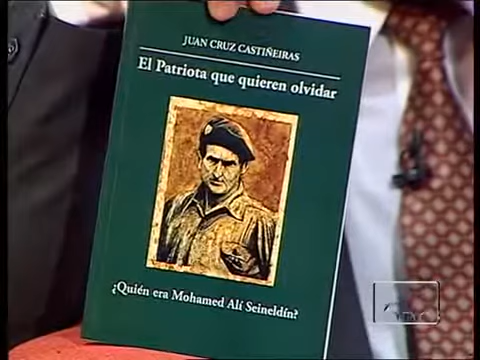 JUAN CRUZ CASTIÑEIRAS
El Patriota que quieren olvidar
¿Quién era Mohamed Alí Seineldín?